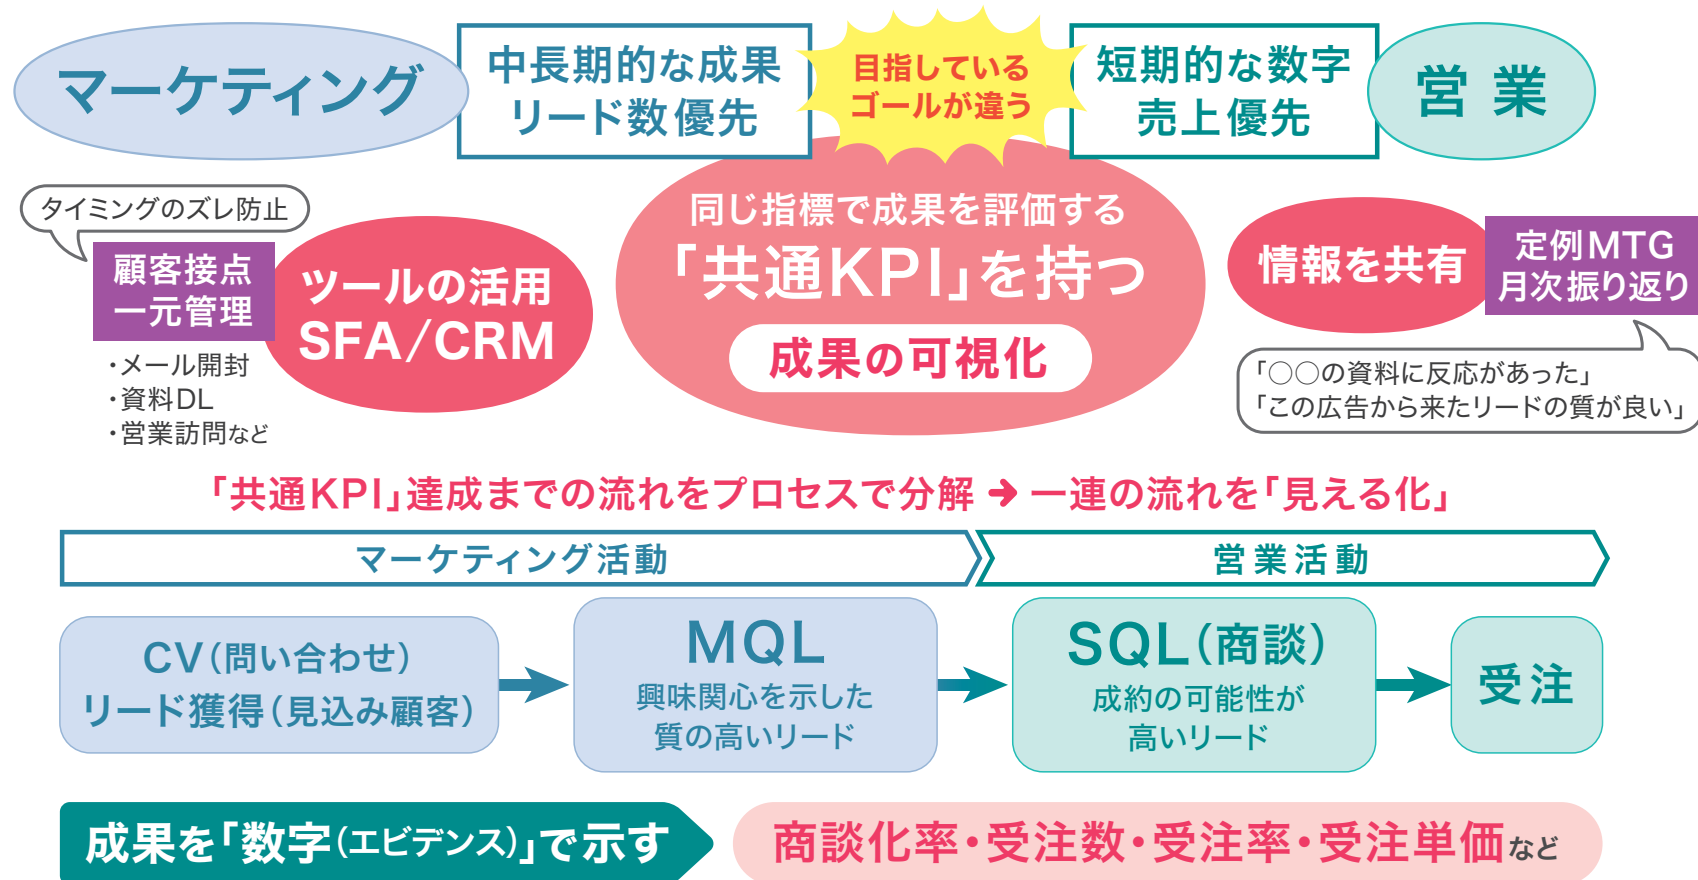 マーケティング
中長期的な成果
リード数優先
目指している
ゴールが違う
短期的な数字
売上優先
営業
タイミングのズレ防止
顧客接点
一元管理
・メール開封
・資料DL
・営業訪問など
ツールの活用
SFA/CRM
同じ指標で成果を評価する
「共通KPI」を持つ
成果の可視化
情報を共有
定例MTG
月次振り返り
「○○の資料に反応があった」
「この広告から来たリードの質が良い」
「共通KPI」達成までの流れをプロセスで分解➜一連の流れを「見える化」
マーケティング活動
営業活動
CV(問い合わせ)
リード獲得(見込み顧客)
MQL
興味関心を示した
質の高いリード
SQL(商談)
成約の可能性が
高いリード
受注
成果を「数字(エビデンス)」で示す
商談化率・受注数・受注率・受注単価など